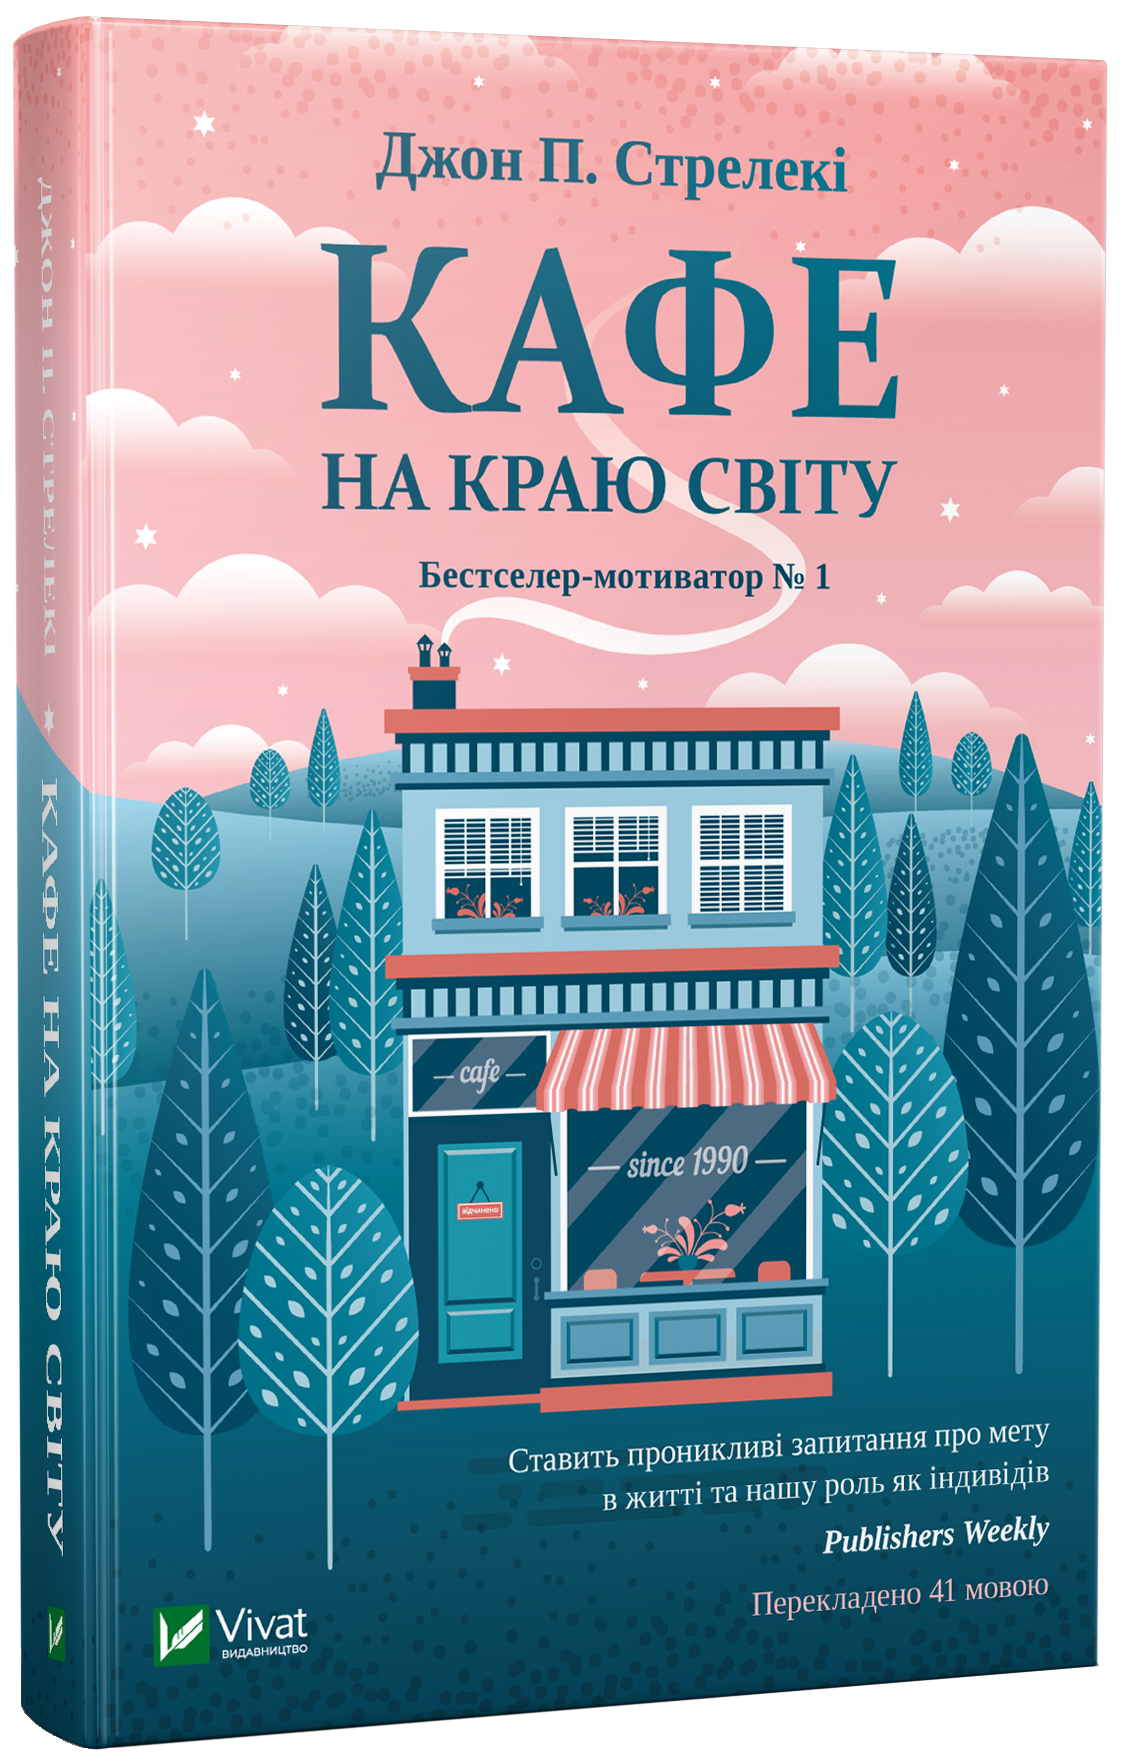 Джон П. Стрелекі
КАФЕ
НА КРАЮ СВІТУ
Бестселер-мотиватор № 1
— cafe —
— since 1990 —
відчинено
Ставить проникливі запитання про мету
в житті та нашу роль як індивідів
Publishers Weekly
Перекладено 41 мовою
Vivat
ВИДАВНИЦТВО
ДЖОН П. СТРЕЛЕКІ ✶ КАФЕ НА КРАЮ СВІТУ